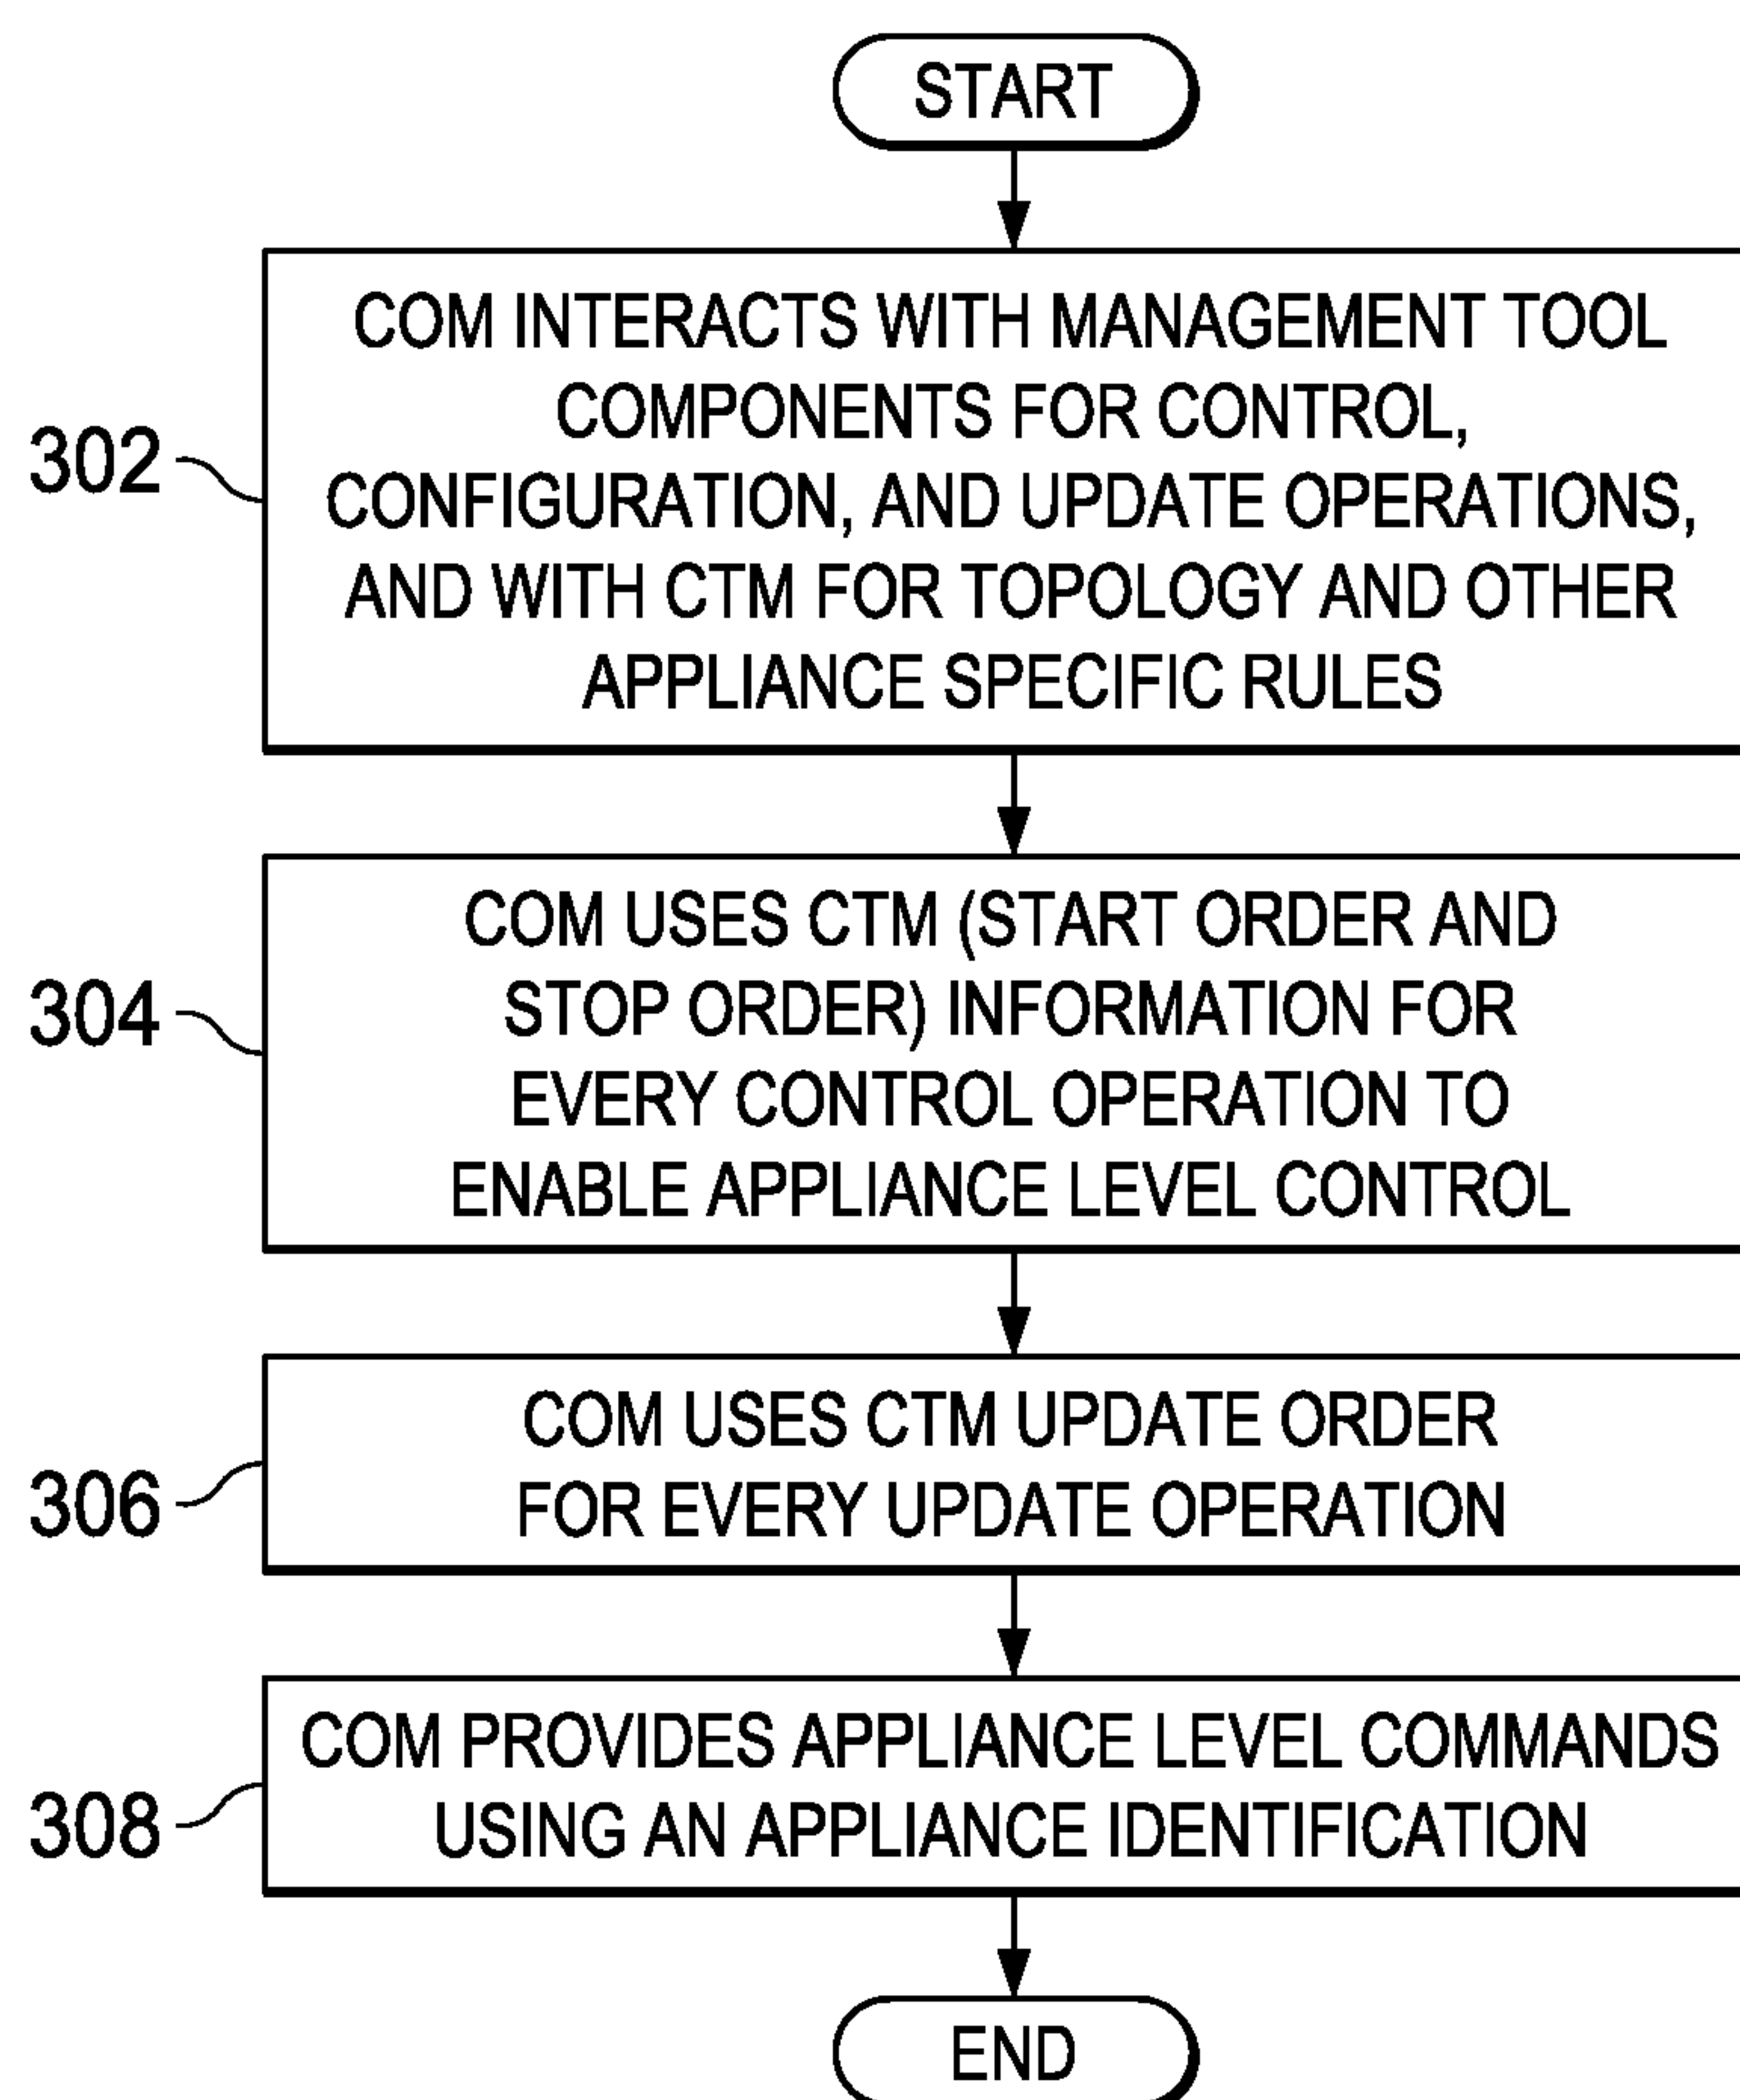 START
COM INTERACTS WITH MANAGEMENT TOOL
COMPONENTS FOR CONTROL,
CONFIGURATION, AND UPDATE OPERATIONS,
AND WITH CTM FOR TOPOLOGY AND OTHER
APPLIANCE SPECIFIC RULES
302
COM USES CTM (START ORDER AND
STOP ORDER) INFORMATION FOR
EVERY CONTROL OPERATION TO
ENABLE APPLIANCE LEVEL CONTROL
304
COM USES CTM UPDATE ORDER
FOR EVERY UPDATE OPERATION
306
COM PROVIDES APPLIANCE LEVEL COMMANDS
USING AN APPLIANCE IDENTIFICATION
308
END